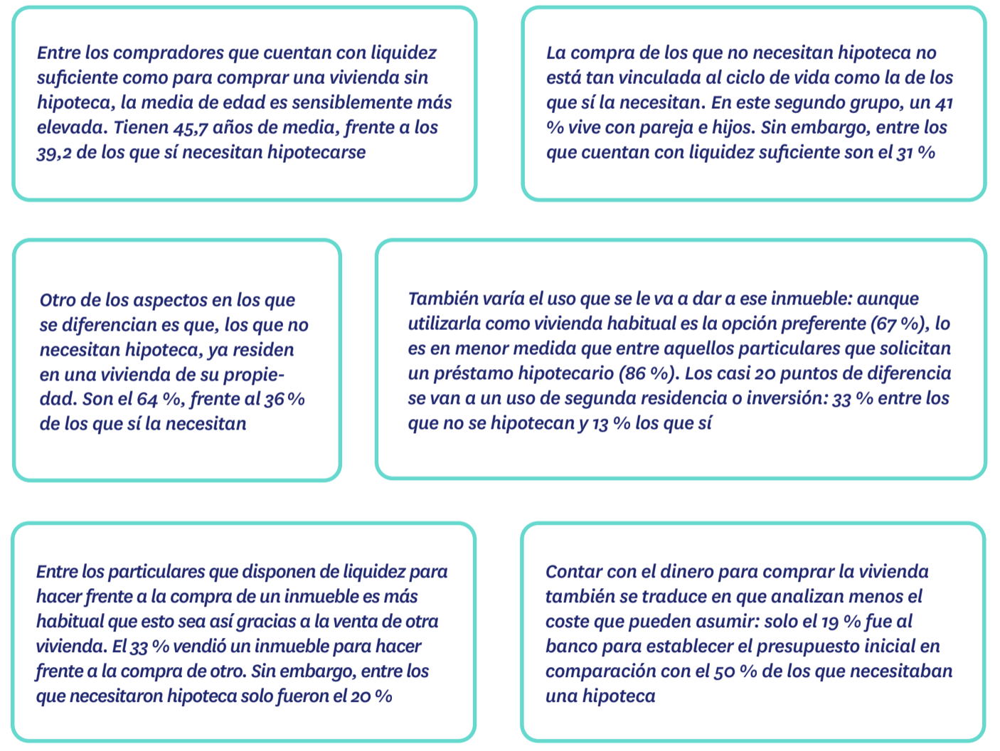 Entre los compradores que cuentan con liquidez
suficiente como para comprar una vivienda sin
hipoteca, la media de edad es sensiblemente más
elevada. Tienen 45,7 años de media, frente a los
39,2 de los que sí necesitan hipotecarse
La compra de los que no necesitan hipoteca no
está tan vinculada al ciclo de vida como la de los
que sí la necesitan. En este segundo grupo, un 41
% vive con pareja e hijos. Sin embargo, entre los
que cuentan con liquidez suficiente son el 31 %
Otro de los aspectos en los que
se diferencian es que, los que no
necesitan hipoteca, ya residen
en una vivienda de su propie-
dad. Son el 64 %, frente al 36 %
de los que sí la necesitan
También varía el uso que se le va a dar a ese inmueble: aunque
utilizarla como vivienda habitual es la opción preferente (67 %), lo
es en menor medida que entre aquellos particulares que solicitan
un préstamo hipotecario (86 %). Los casi 20 puntos de diferencia
se van a un uso de segunda residencia o inversión: 33 % entre los
que no se hipotecan y 13 % los que sí
Entre los particulares que disponen de liquidez para
hacer frente a la compra de un inmueble es más
habitual que esto sea así gracias a la venta de otra
vivienda. El 33 % vendió un inmueble para hacer
frente a la compra de otro. Sin embargo, entre los
que necesitaron hipoteca solo fueron el 20 %
Contar con el dinero para comprar la vivienda
también se traduce en que analizan menos el
coste que pueden asumir: solo el 19 % fue al
banco para establecer el presupuesto inicial en
comparación con el 50 % de los que necesitaban
una hipoteca